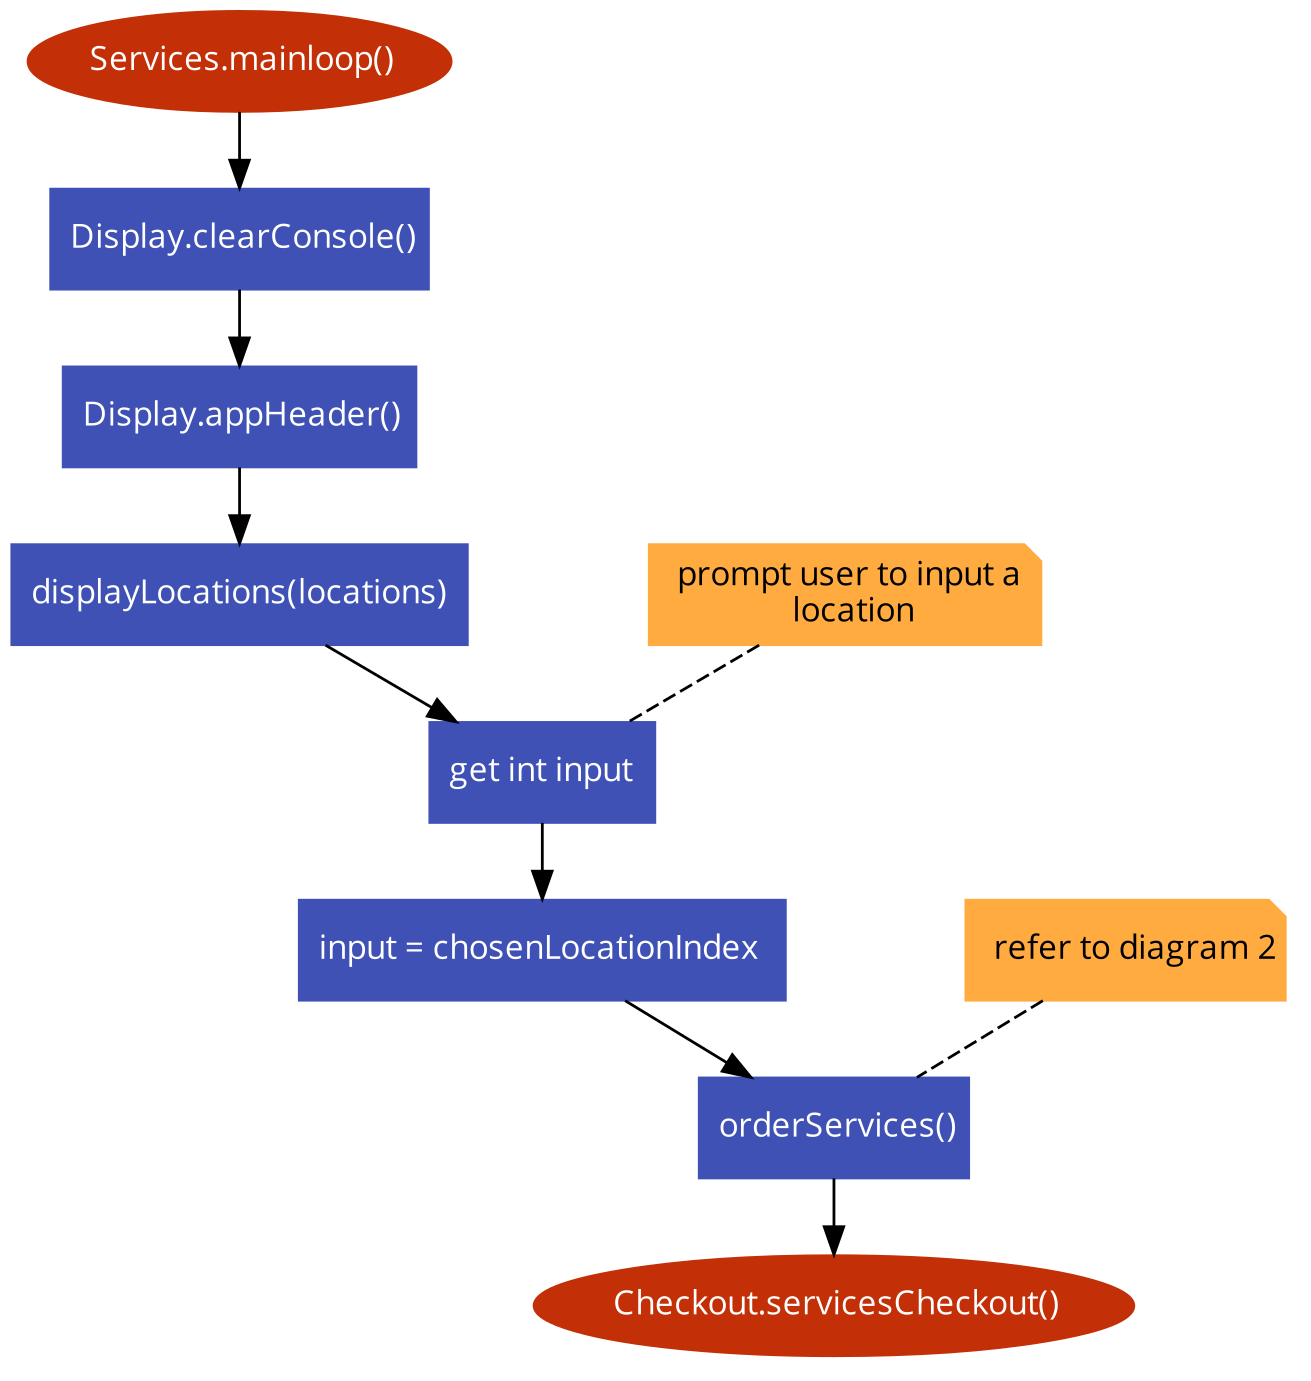 Services.mainloop()
Display.clearConsole()
Display.appHeader()
displayLocations(locations)
prompt user to input a
location
get int input
input = chosenLocationIndex
refer to diagram 2
orderServices()
Checkout.servicesCheckout()